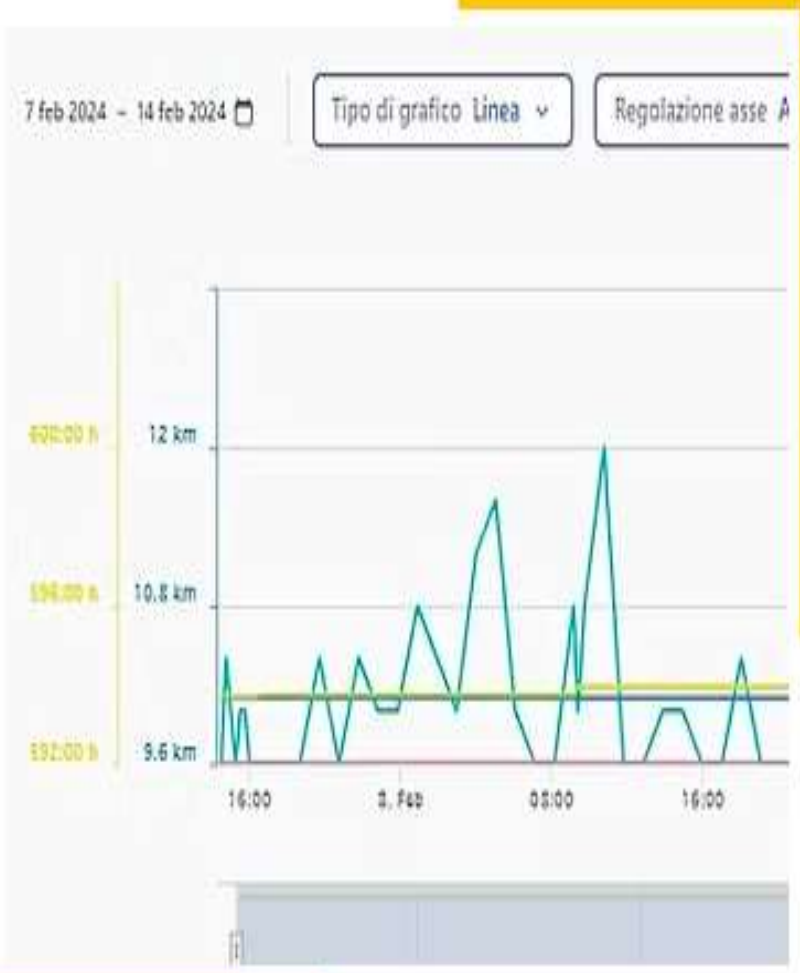 7 feb 2024 – 14 feb 2024
Tipo di grafico Linea
Regolazione asse A
600:00 h
12 km
596:00 h
10.8 km
592:00 h
9.6 km
16:00
8. Feb
08:00
16:00